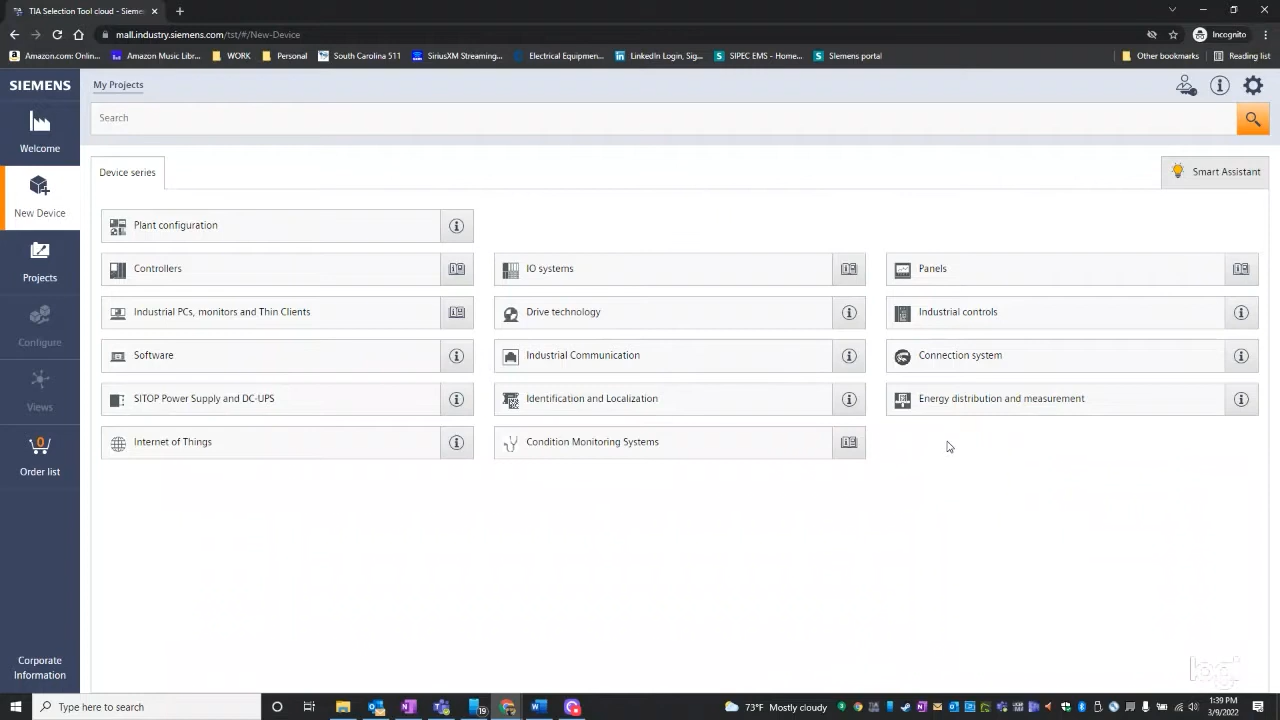 TIA Selection Tool cloud - Sieme
mall.industry.siemens.com/tst/#/New-Device
Incognito
Amazon.com: Onlin...
Amazon Music Libr...
WORK
Personal
South Carolina 511
SiriusXM Streaming...
Electrical Equipmen...
LinkedIn Login, Sig...
SIPEC EMS - Home...
Siemens portal
Other bookmarks
Reading list
SIEMENS
My Projects
Search
Welcome
New Device
Projects
Configure
Views
0
Order list
Corporate
Information
Device series
Smart Assistant
Plant configuration
Controllers
IO systems
Panels
Industrial PCs, monitors and Thin Clients
Drive technology
Industrial controls
Software
Industrial Communication
Connection system
SITOP Power Supply and DC-UPS
Identification and Localization
Energy distribution and measurement
Internet of Things
Condition Monitoring Systems
logi
Type here to search
19
73°F Mostly cloudy
1:39 PM
3/9/2022